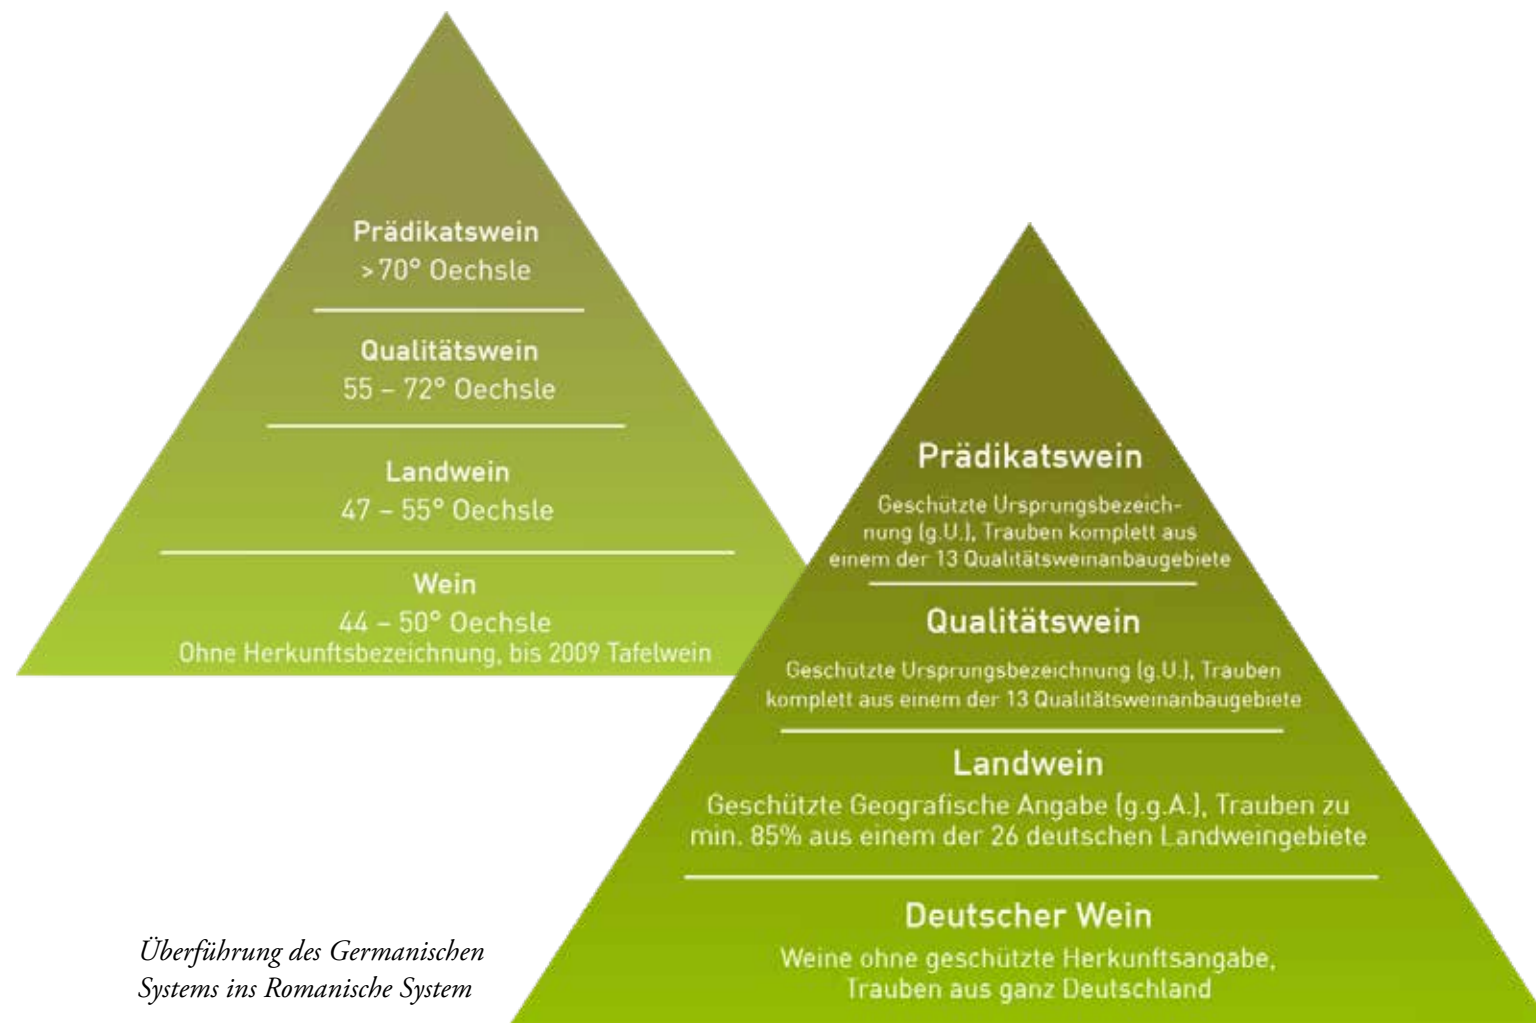 Prädikatswein
>70° Oechsle
Qualitätswein
55 – 72° Oechsle
Landwein
47 – 55° Oechsle
Wein
44 – 50° Oechsle
Ohne Herkunftsbezeichnung, bis 2009 Tafelwein
Prädikatswein
Geschützte Ursprungsbezeich-
nung (g.U.), Trauben komplett aus
einem der 13 Qualitätsweinanbaugebiete
Qualitätswein
Geschützte Ursprungsbezeichnung (g.U.), Trauben
komplett aus einem der 13 Qualitätsweinanbaugebiete
Landwein
Geschützte Geografische Angabe (g.g.A.), Trauben zu
min. 85% aus einem der 26 deutschen Landweingebiete
Deutscher Wein
Weine ohne geschützte Herkunftsangabe,
Trauben aus ganz Deutschland
Überführung des Germanischen
Systems ins Romanische System